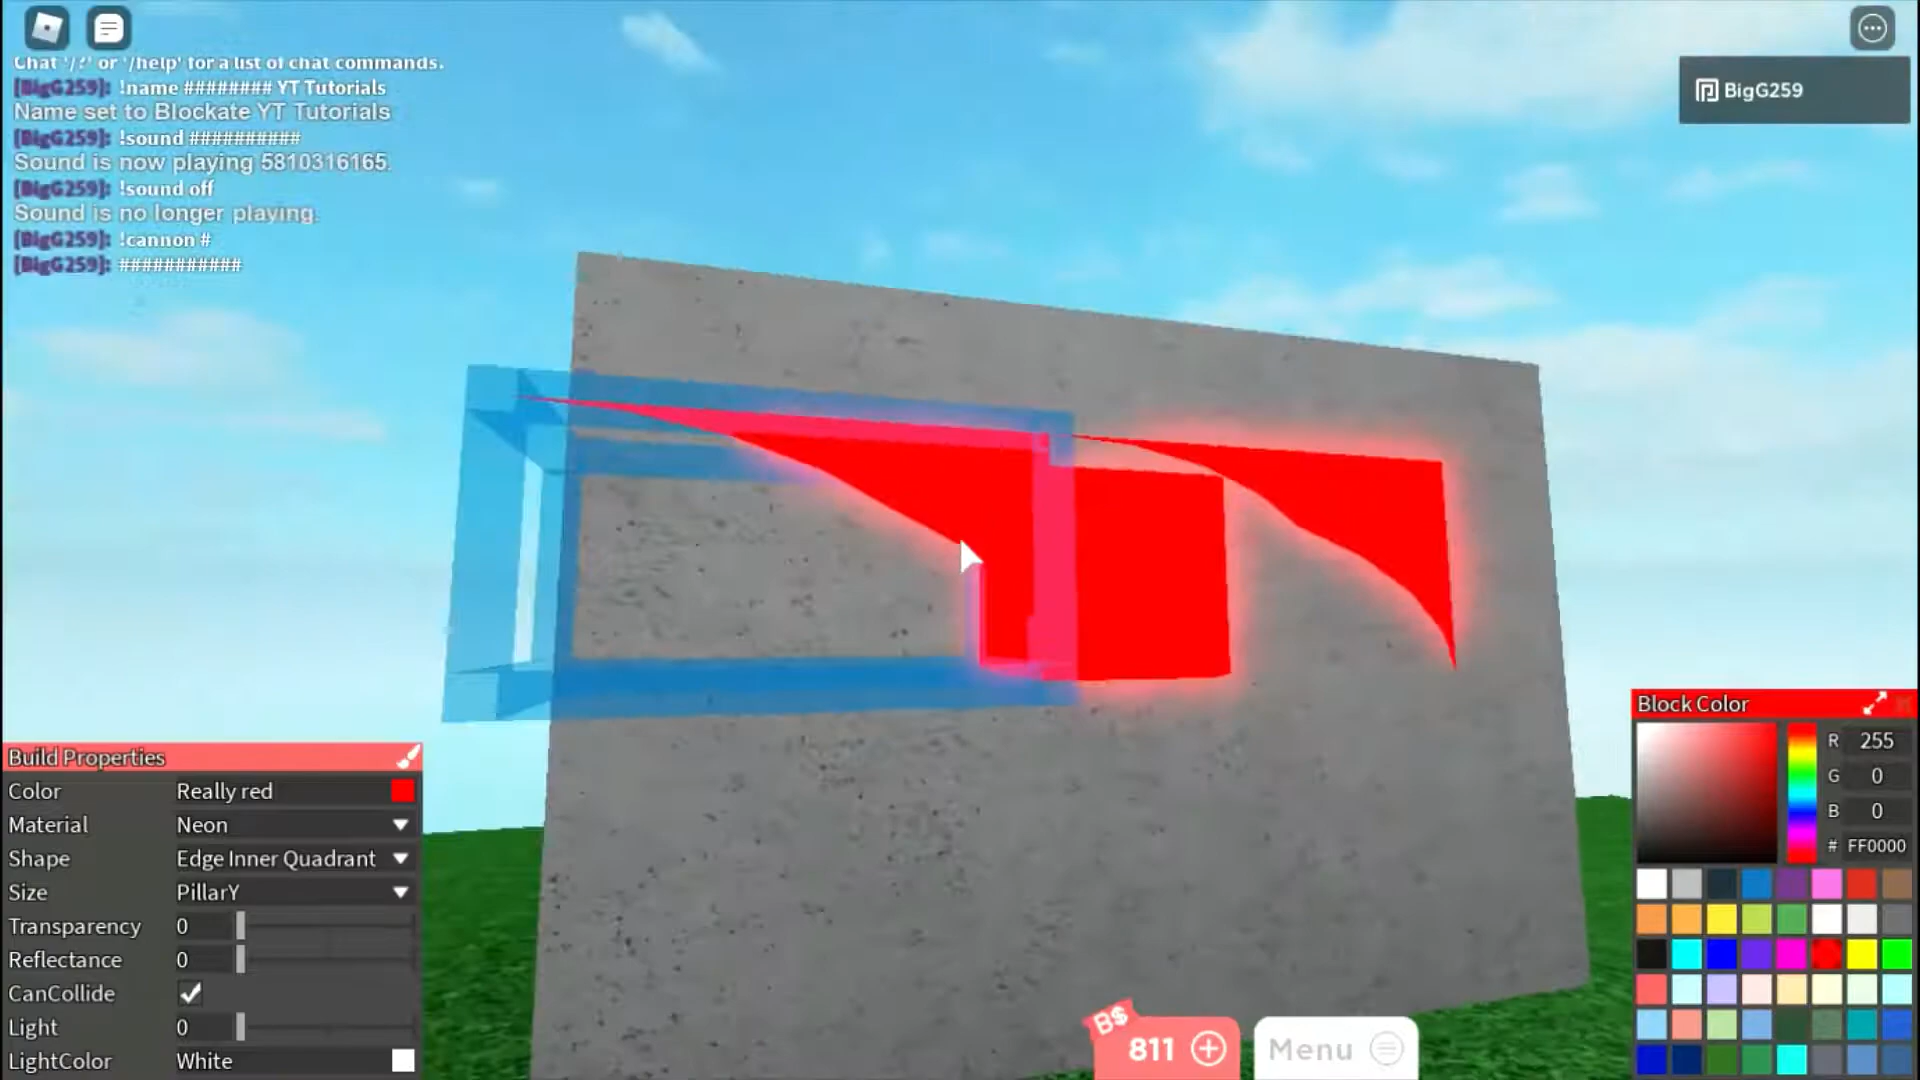 Chat '/?' or '/help' for a list of chat commands.
[BigG259]: !name ######## YT Tutorials
Name set to Blockate YT Tutorials
[BigG259]: !sound ##########
Sound is now playing 5810316165.
[BigG259]: !sound off
Sound is no longer playing.
[BigG259]: !cannon #
[BigG259]: ###########
BigG259
Build Properties
Color Really red
Material Neon
Shape Edge Inner Quadrant
Size PillarY
Transparency 0
Reflectance 0
CanCollide
Light 0
LightColor White
B$
811
Menu
Block Color
R 255
G 0
B 0
# FF0000